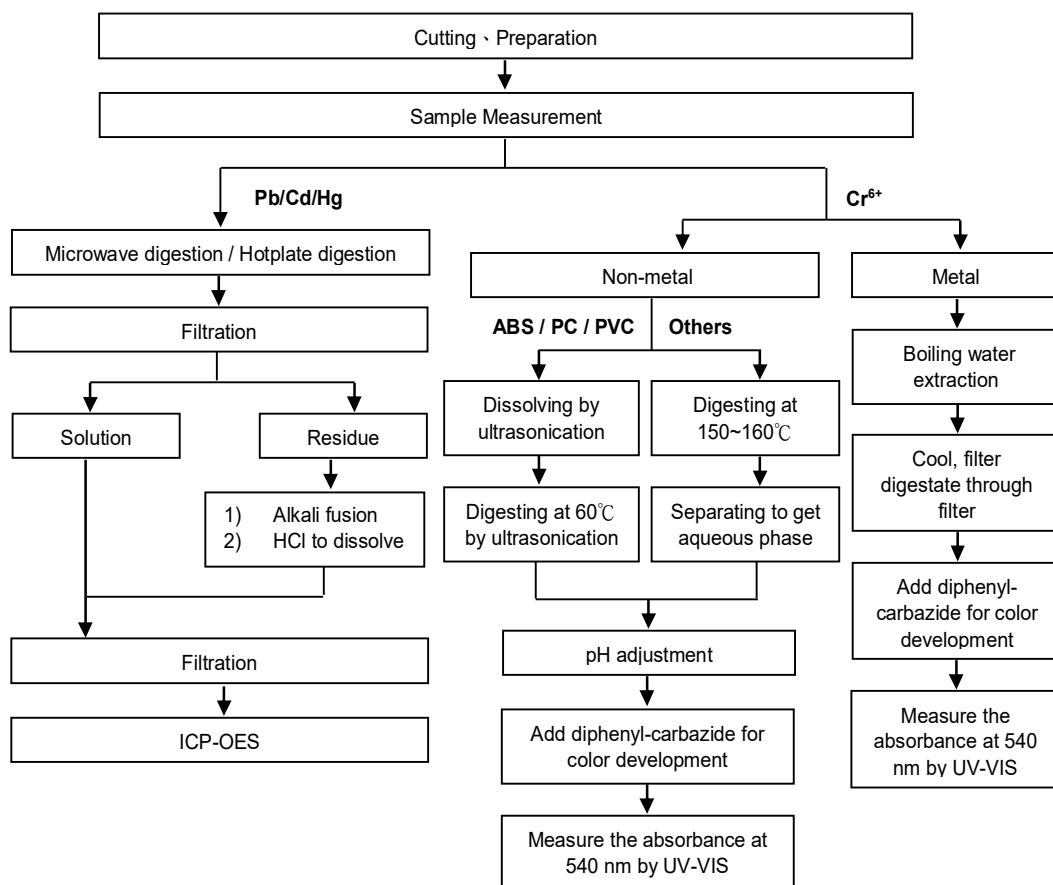 Cutting、Preparation
Sample Measurement
Pb/Cd/Hg
Cr⁶⁺
Microwave digestion / Hotplate digestion
Non-metal
Metal
Filtration
ABS / PC / PVC
Others
Boiling water
extraction
Solution
Residue
Dissolving by
ultrasonication
Digesting at
150~160℃
Cool, filter
digestate through
filter
1) Alkali fusion
2) HCl to dissolve
Digesting at 60℃
by ultrasonication
Separating to get
aqueous phase
Add diphenyl-
carbazide for color
development
Filtration
pH adjustment
ICP-OES
Add diphenyl-carbazide for
color development
Measure the
absorbance at 540
nm by UV-VIS
Measure the absorbance at
540 nm by UV-VIS